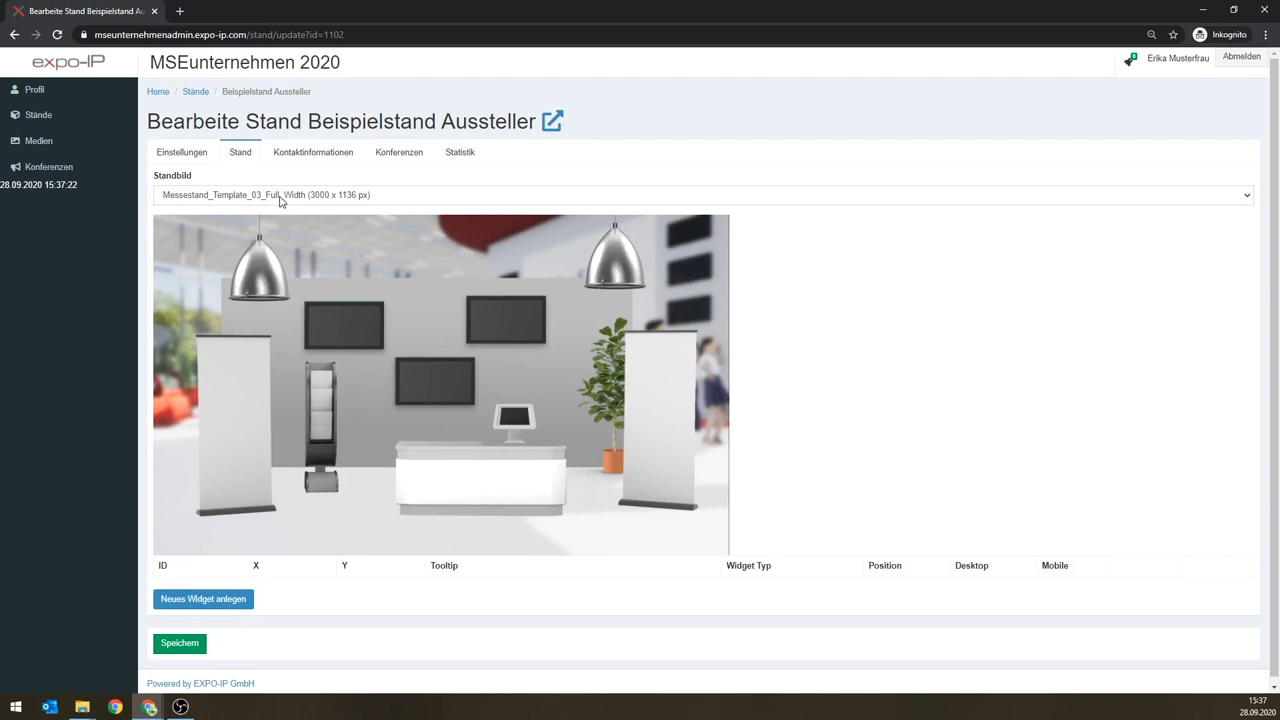 Bearbeite Stand Beispielstand Au
mseunternehmenadmin.expo-ip.com/stand/update?id=1102
Inkognito
expo-IP
MSEunternehmen 2020
Erika Musterfrau
Abmelden
Profil
Stände
Medien
Konferenzen
28.09.2020 15:37:22
Home / Stände / Beispielstand Aussteller
Bearbeite Stand Beispielstand Aussteller
Einstellungen Stand Kontaktinformationen Konferenzen Statistik
Standbild
Messestand_Template_03_Full_Width (3000 x 1136 px)
ID X Y Tooltip Widget Typ Position Desktop Mobile
Neues Widget anlegen
Speichern
Powered by EXPO-IP GmbH
15:37
28.09.2020